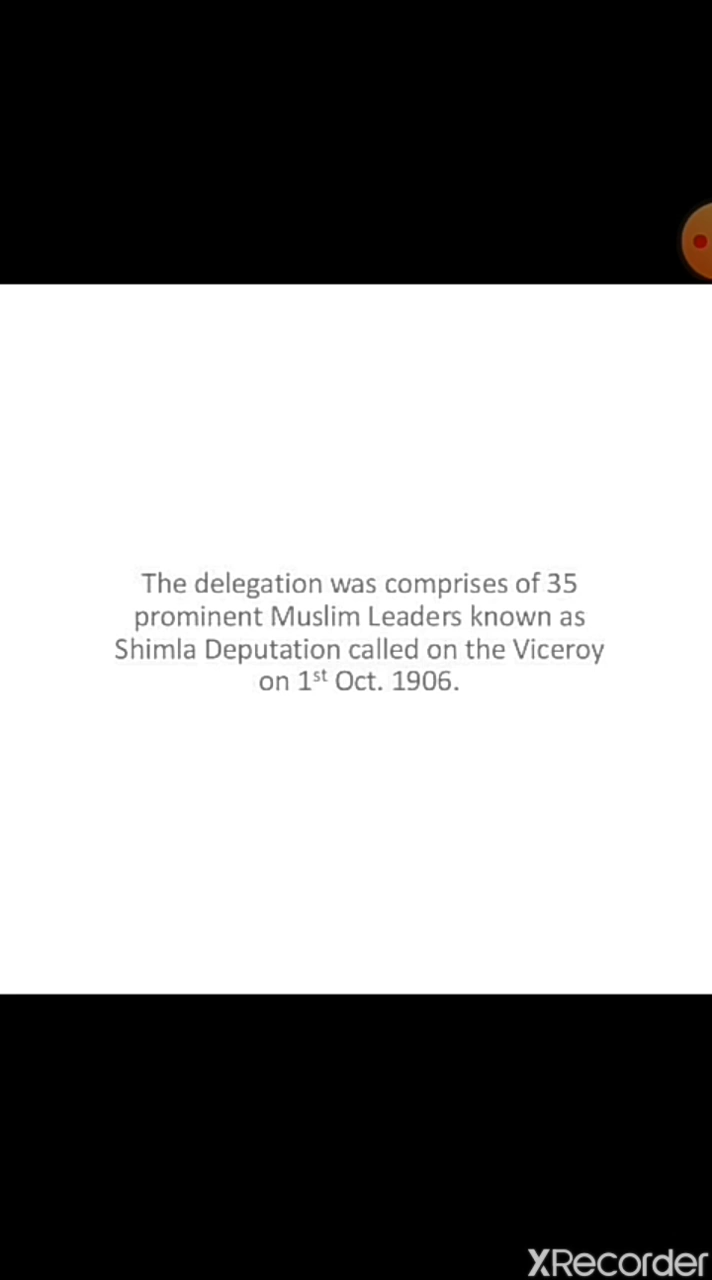 The delegation was comprises of 35
prominent Muslim Leaders known as
Shimla Deputation called on the Viceroy
on 1st Oct. 1906.
XRecorder